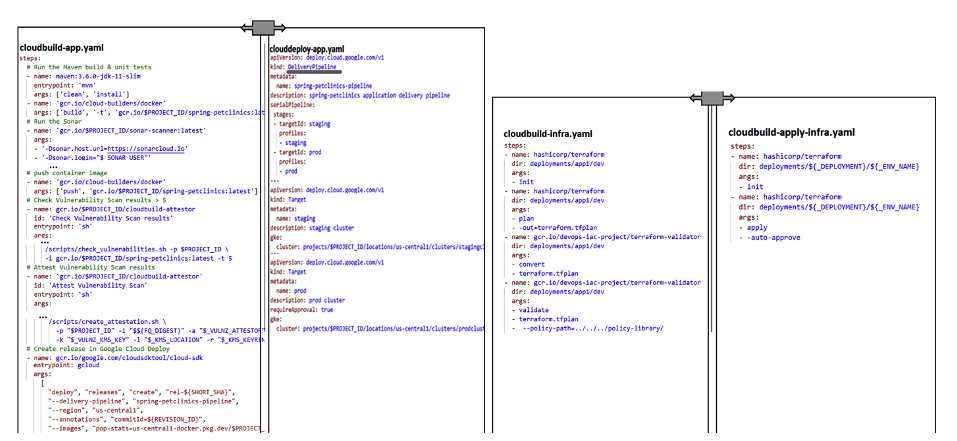 cloudbuild-app.yaml
steps:
# Run the Maven build & unit tests
- name: maven:3.6.0-jdk-11-slim
entrypoint: 'mvn'
args: ['clean', 'install']
- name: 'gcr.io/cloud-builders/docker'
args: ['build', '-t', 'gcr.io/$PROJECT_ID/spring-petclinics:lat
# Run the Sonar
- name: 'gcr.io/$PROJECT_ID/sonar-scanner:latest'
args:
- '-Dsonar.host.url=https://sonarcloud.io'
- '-Dsonar.login="$ SONAR USER"'
...
# push container image
- name: 'gcr.io/cloud-builders/docker'
args: ['push', 'gcr.io/$PROJECT_ID/spring-petclinics:latest']
# Check Vulnerability Scan results > 5
- name: 'gcr.io/$PROJECT_ID/cloudbuild-attestor'
id: 'Check Vulnerability Scan results'
entrypoint: 'sh'
args:
...
/scripts/check_vulnerabilities.sh -p $PROJECT_ID \
-i gcr.io/$PROJECT_ID/spring-petclinics:latest -t 5
# Attest Vulnerability Scan results
- name: 'gcr.io/$PROJECT_ID/cloudbuild-attestor'
id: 'Attest Vulnerability Scan'
entrypoint: 'sh'
args:
...
/scripts/create_attestation.sh \
-p "$PROJECT_ID" -i "$${FQ_DIGEST}" -a "$_VULNZ_ATTESTOR
-k "$_VULNZ_KMS_KEY" -l "$_KMS_LOCATION" -r "$_KMS_KEYRIN
# Create release in Google Cloud Deploy
- name: gcr.io/google.com/cloudsdktool/cloud-sdk
entrypoint: gcloud
args:
[
"deploy", "releases", "create", "rel-${SHORT_SHA}",
"--delivery-pipeline", "spring-petclinics-pipeline",
"--region", "us-central1",
"--annotations", "commitId=${REVISION_ID}",
"--images", "pop-stats=us-central1-docker.pkg.dev/$PROJECT
clouddeploy-app.yaml
apiVersion: deploy.cloud.google.com/v1
kind: DeliveryPipeline
metadata:
name: spring-petclinics-pipeline
description: spring-petclinics application delivery pipeline
serialPipeline:
stages:
- targetId: staging
profiles:
- staging
- targetId: prod
profiles:
- prod
---
apiVersion: deploy.cloud.google.com/v1
kind: Target
metadata:
name: staging
description: staging cluster
gke:
cluster: projects/$PROJECT_ID/locations/us-central1/clusters/stagingcl
---
apiVersion: deploy.cloud.google.com/v1
kind: Target
metadata:
name: prod
description: prod cluster
requireApproval: true
gke:
cluster: projects/$PROJECT_ID/locations/us-central1/clusters/prodclust
cloudbuild-infra.yaml
steps:
- name: hashicorp/terraform
dir: deployments/app1/dev
args:
- init
- name: hashicorp/terraform
dir: deployments/app1/dev
args:
- plan
- -out=terraform.tfplan
- name: gcr.io/devops-iac-project/terraform-validator
dir: deployments/app1/dev
args:
- convert
- terraform.tfplan
- name: gcr.io/devops-iac-project/terraform-validator
dir: deployments/app1/dev
args:
- validate
- terraform.tfplan
- --policy-path=../../../policy-library/
cloudbuild-apply-infra.yaml
steps:
- name: hashicorp/terraform
dir: deployments/${_DEPLOYMENT}/${_ENV_NAME}
args:
- init
- name: hashicorp/terraform
dir: deployments/${_DEPLOYMENT}/${_ENV_NAME}
args:
- apply
- -auto-approve